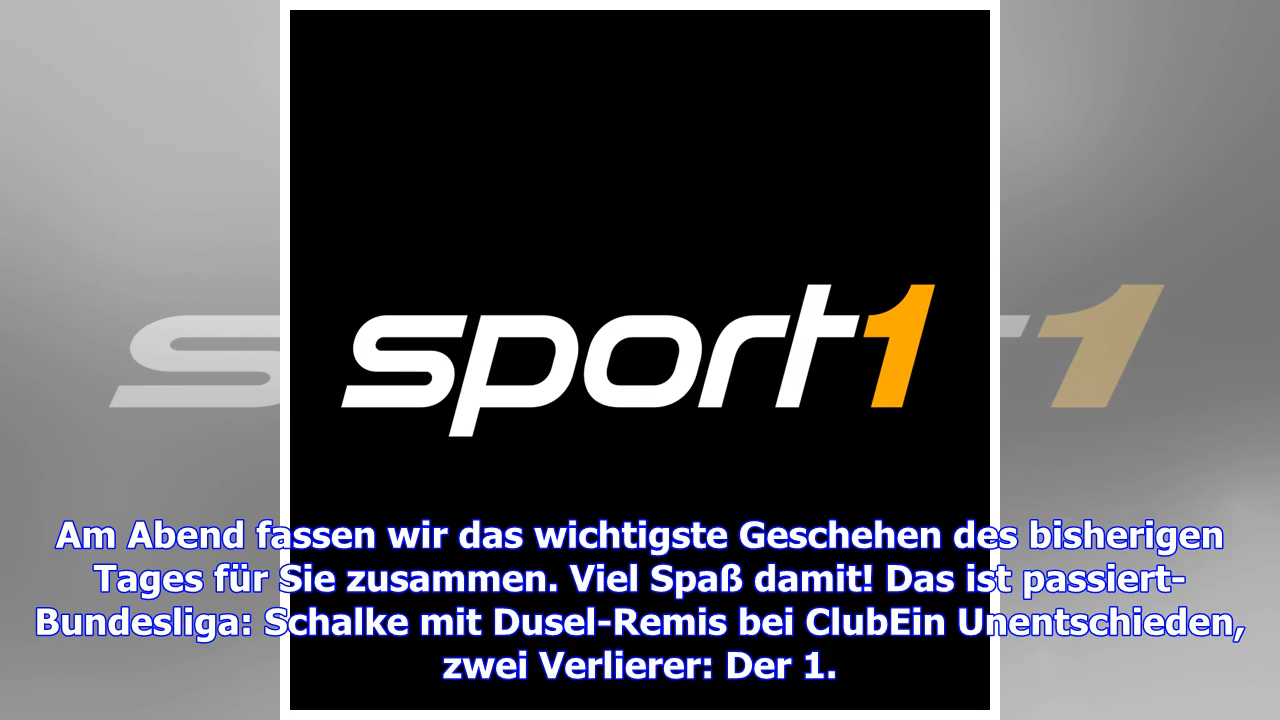 sport1
Am Abend fassen wir das wichtigste Geschehen des bisherigen
Tages für Sie zusammen. Viel Spaß damit! Das ist passiert-
Bundesliga: Schalke mit Dusel-Remis bei ClubEin Unentschieden,
zwei Verlierer: Der 1.